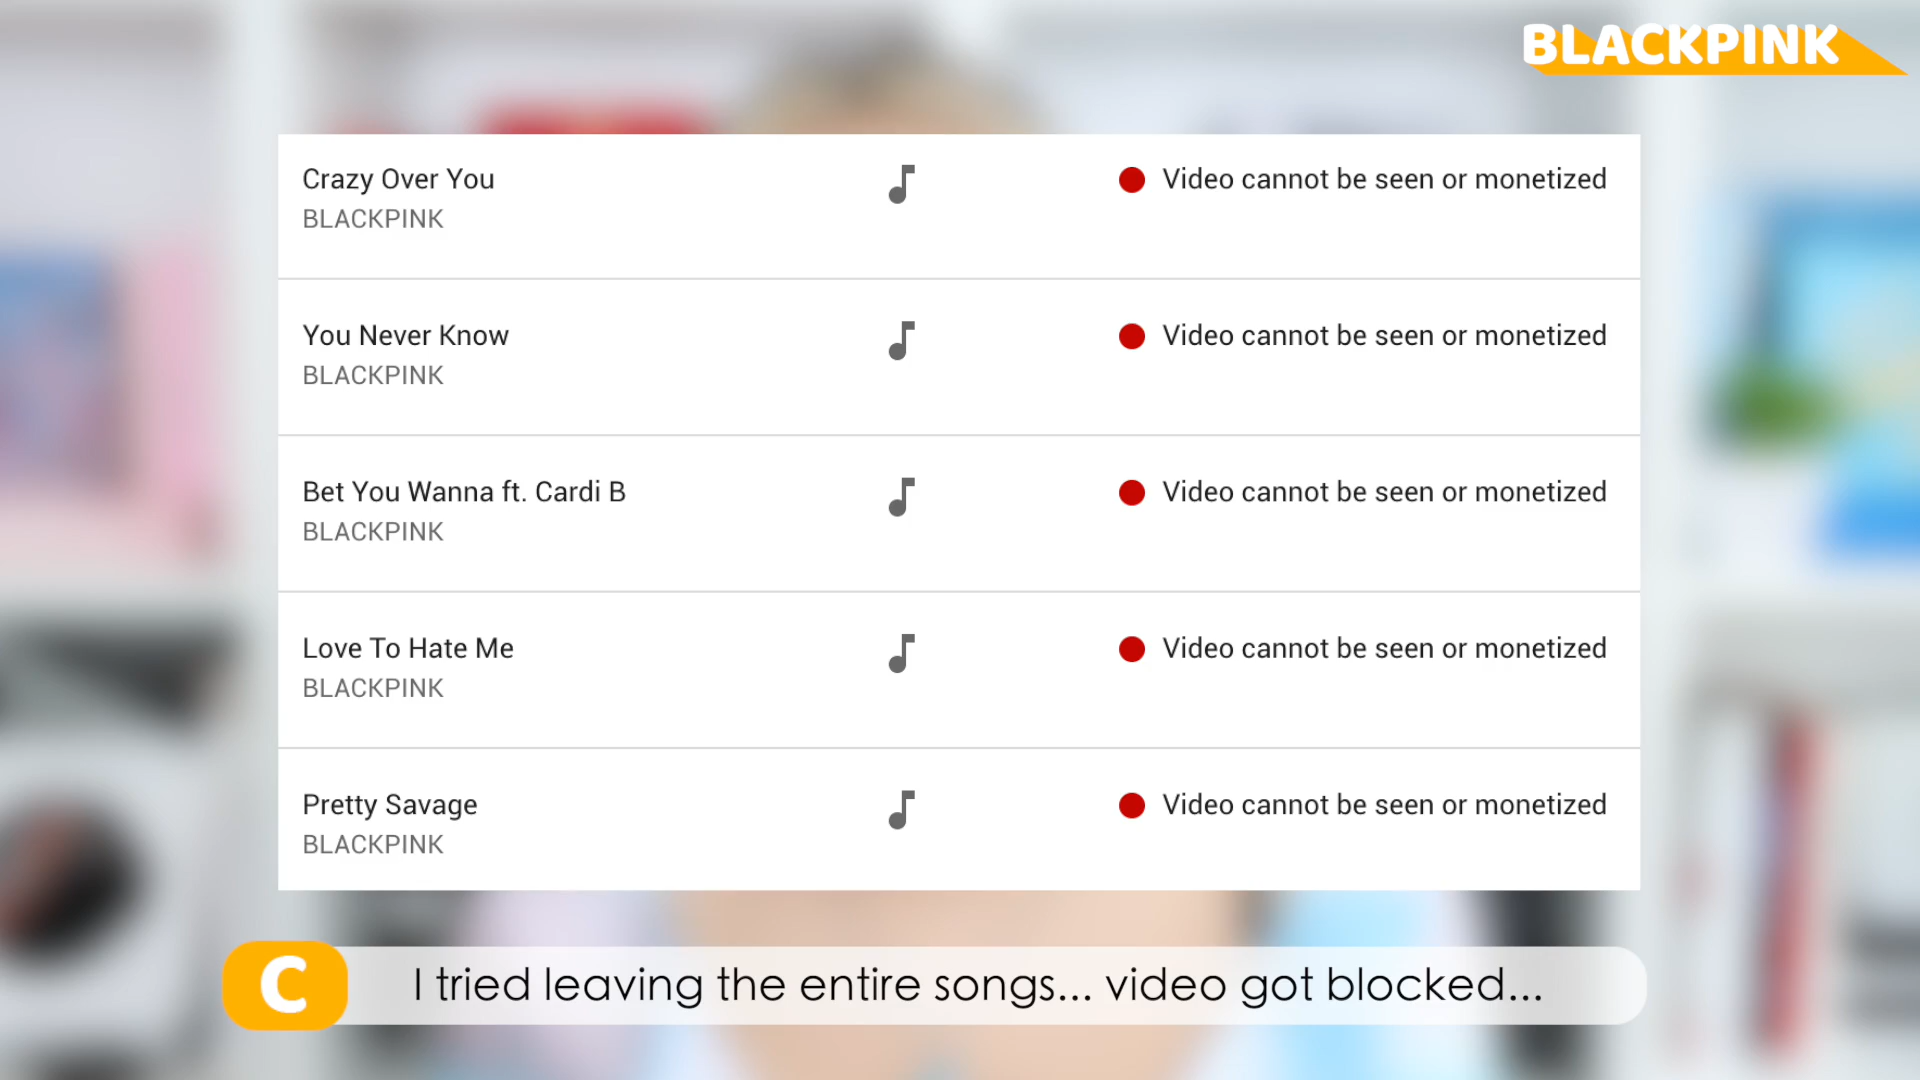 BLACKPINK
Crazy Over You
BLACKPINK
Video cannot be seen or monetized
You Never Know
BLACKPINK
Video cannot be seen or monetized
Bet You Wanna ft. Cardi B
BLACKPINK
Video cannot be seen or monetized
Love To Hate Me
BLACKPINK
Video cannot be seen or monetized
Pretty Savage
BLACKPINK
Video cannot be seen or monetized
C
I tried leaving the entire songs... video got blocked...